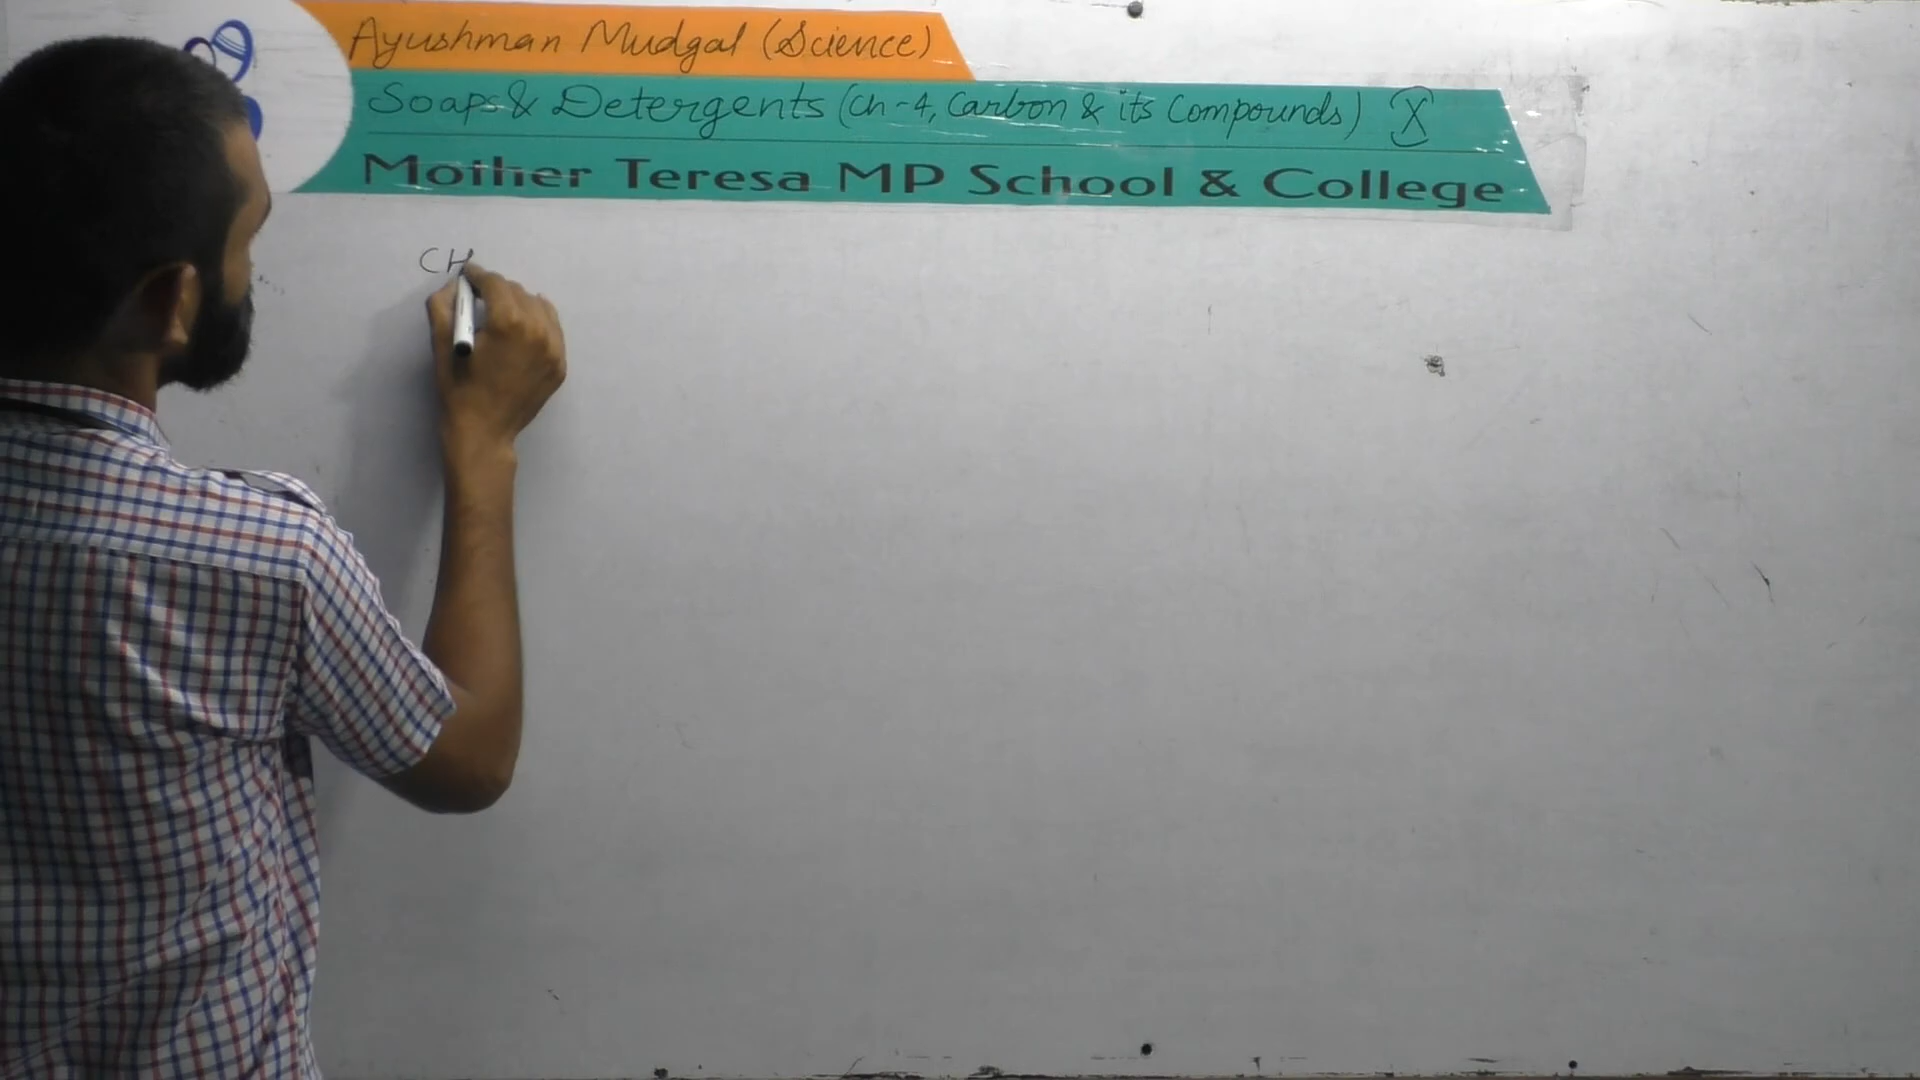 Ayushman Mudgal (Science)
Soaps & Detergents (Ch-4, Carbon & its Compounds) X
Mother Teresa MP School & College
CH